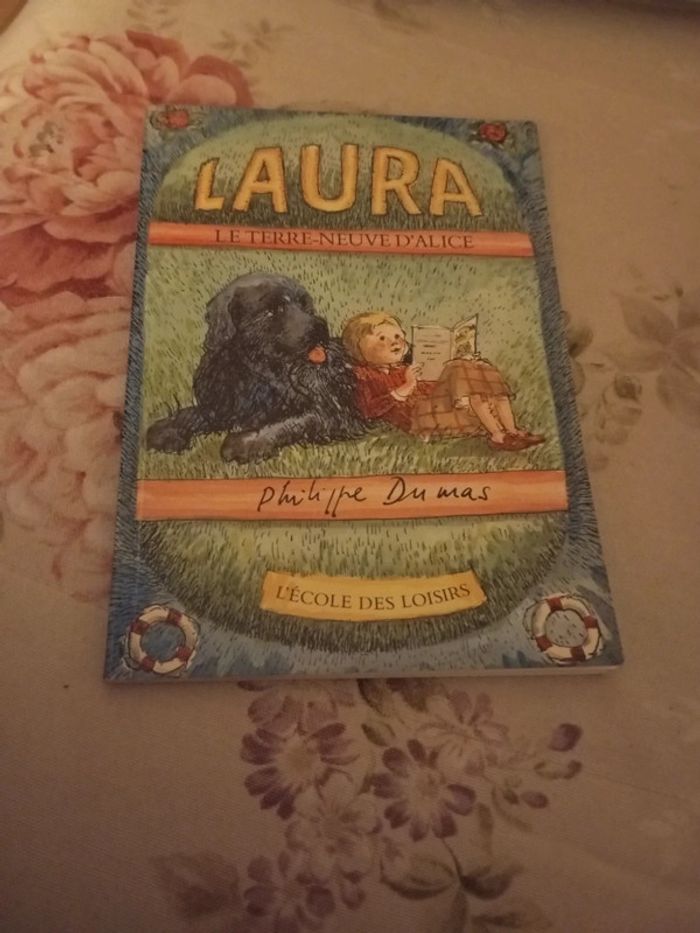 LAURA
LE TERRE-NEUVE D'ALICE
Philippe Dumas
L'ÉCOLE DES LOISIRS